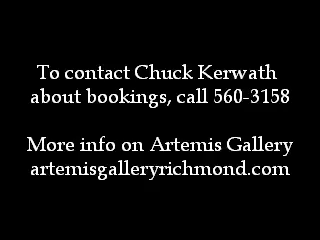 To contact Chuck Kerwath
about bookings, call 560-3158
More info on Artemis Gallery
artemisgalleryrichmond.com